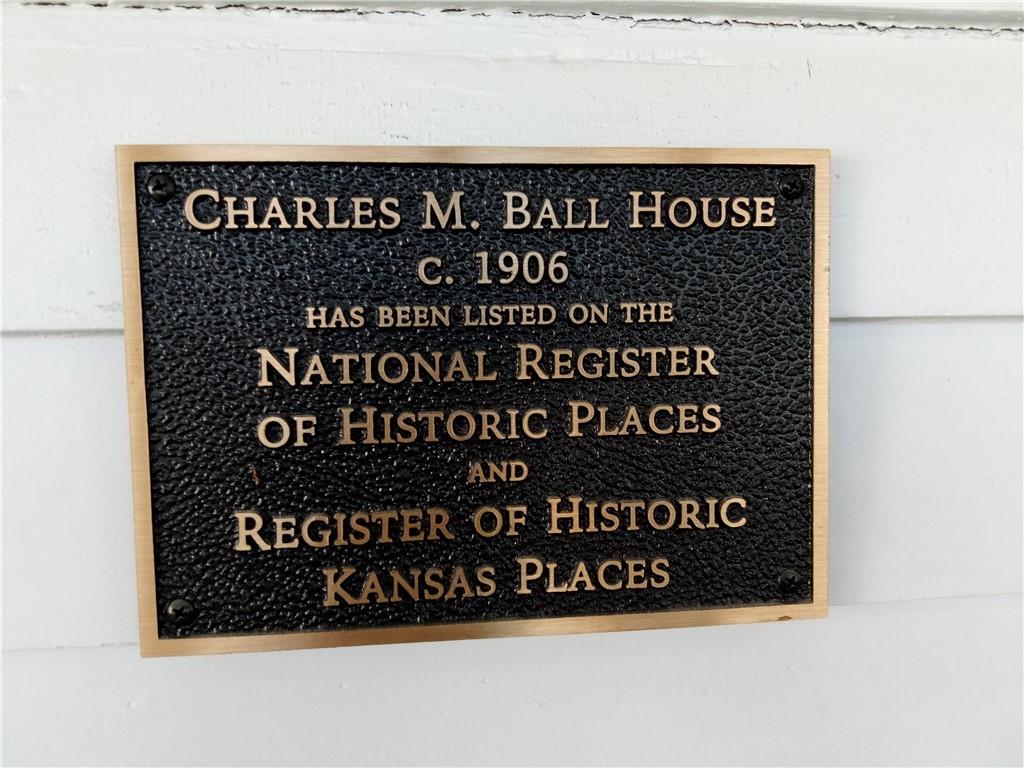 Charles M. Ball House
c. 1906
has been listed on the
National Register
of Historic Places
and
Register of Historic
Kansas Places